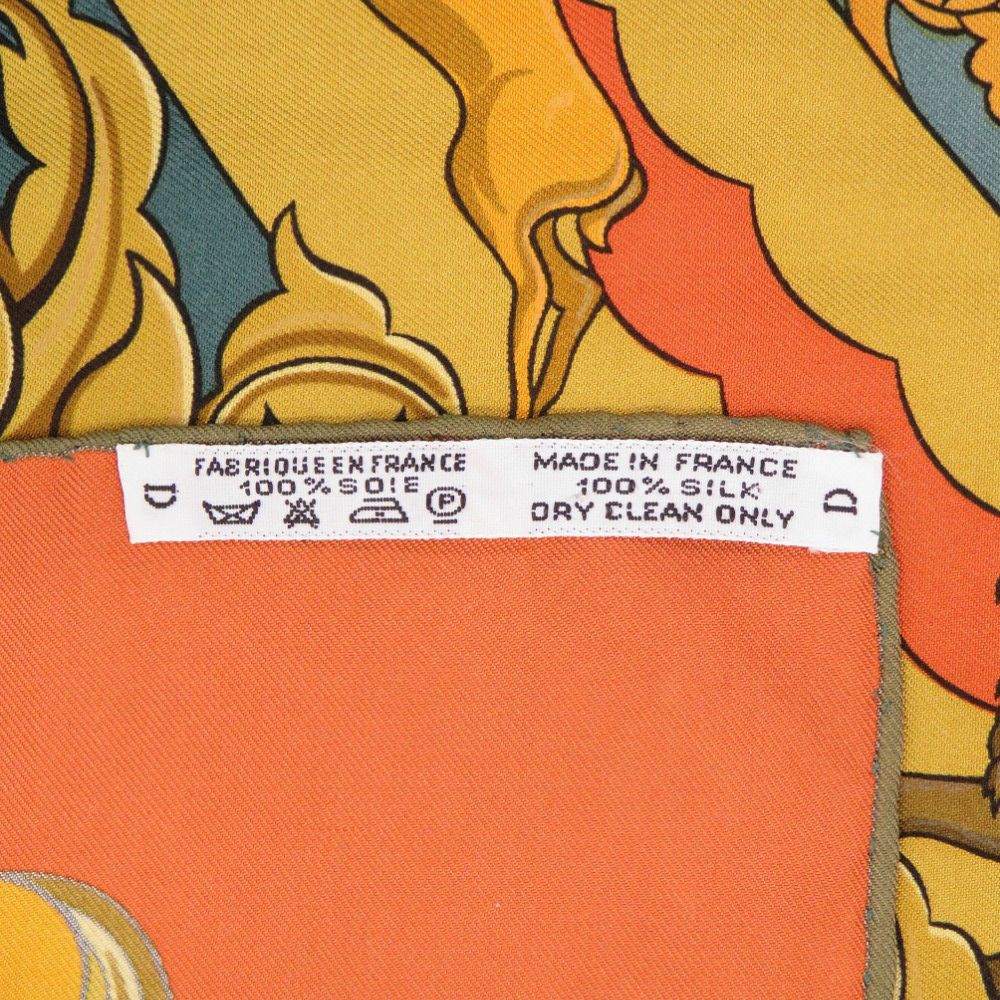 D
FABRIQUE EN FRANCE
100% SOIE
P
MADE IN FRANCE
100% SILK
DRY CLEAN ONLY
D